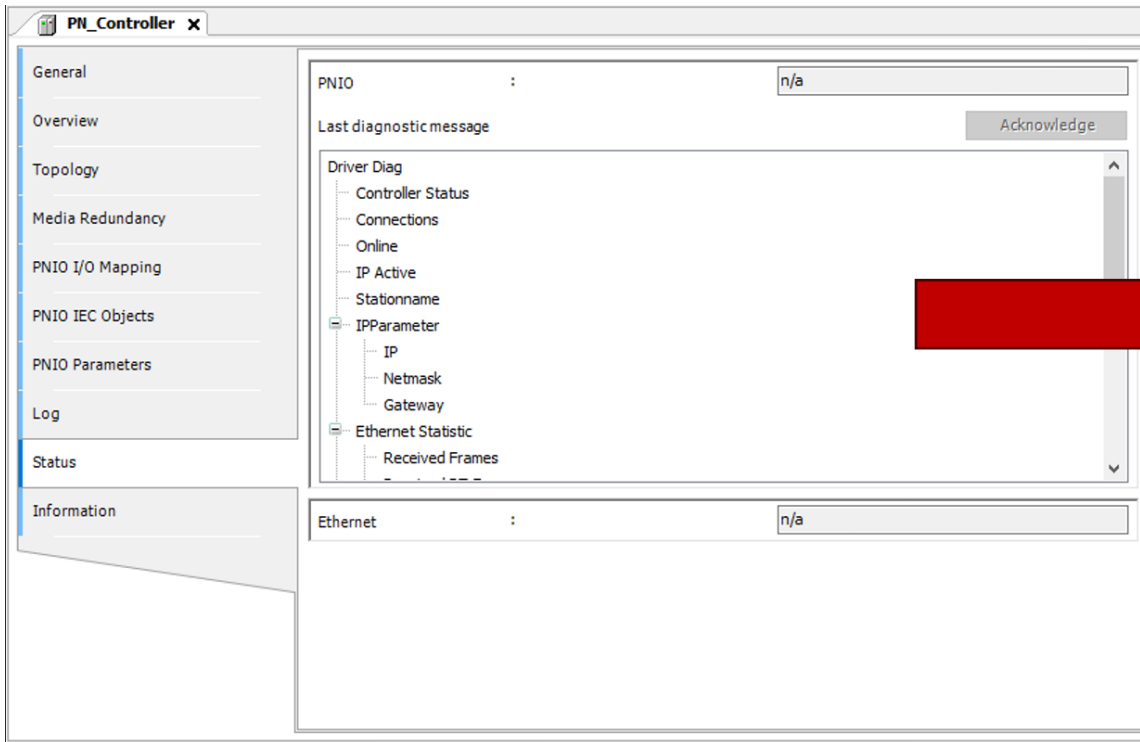 PN_Controller
General
Overview
Topology
Media Redundancy
PNIO I/O Mapping
PNIO IEC Objects
PNIO Parameters
Log
Status
Information
PNIO : n/a
Last diagnostic message Acknowledge
Driver Diag
Controller Status
Connections
Online
IP Active
Stationname
IPParameter
IP
Netmask
Gateway
Ethernet Statistic
Received Frames
Ethernet : n/a